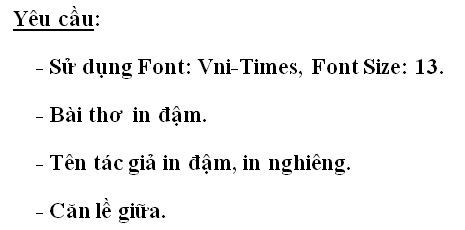 Yêu cầu:
- Sử dụng Font: Vni-Times, Font Size: 13.
- Bài thơ in đậm.
- Tên tác giả in đậm, in nghiêng.
- Căn lề giữa.